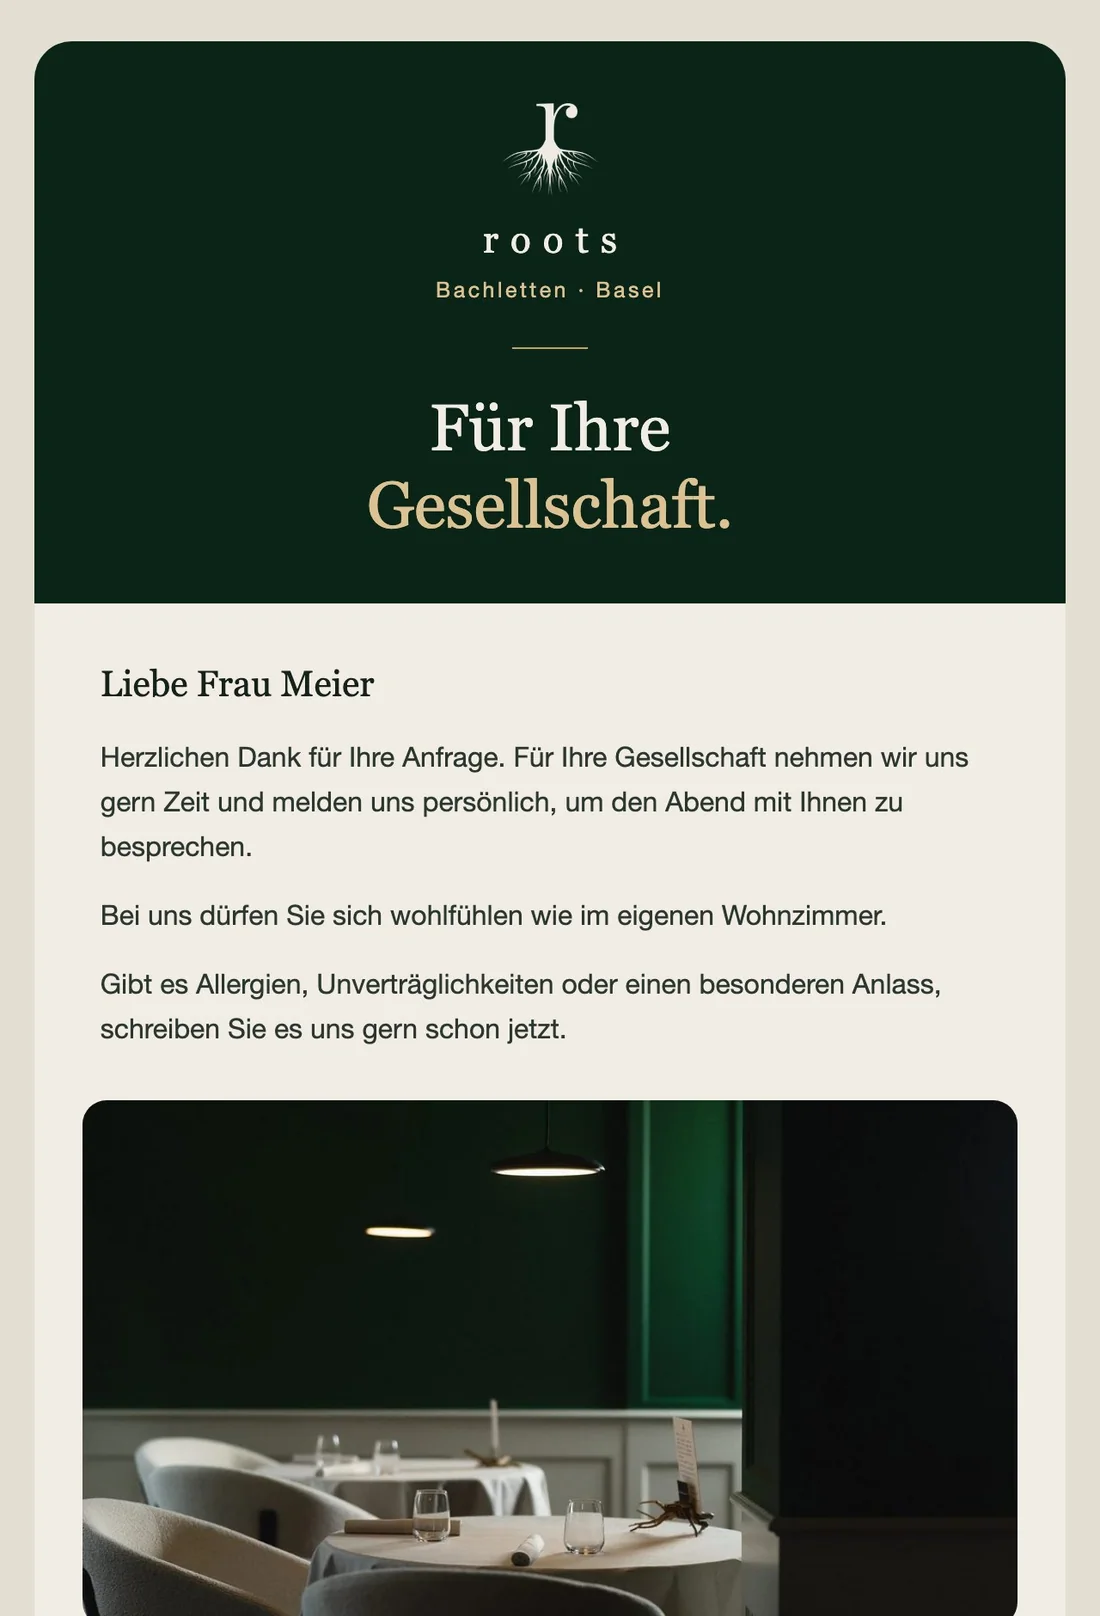 r
roots
Bachletten · Basel
Für Ihre
Gesellschaft.
Liebe Frau Meier
Herzlichen Dank für Ihre Anfrage. Für Ihre Gesellschaft nehmen wir uns
gern Zeit und melden uns persönlich, um den Abend mit Ihnen zu
besprechen.
Bei uns dürfen Sie sich wohlfühlen wie im eigenen Wohnzimmer.
Gibt es Allergien, Unverträglichkeiten oder einen besonderen Anlass,
schreiben Sie es uns gern schon jetzt.